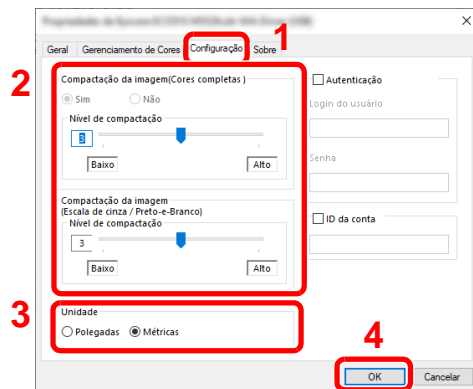 1
Geral Gerenciamento de Cores Configuração Sobre
2
Compactação da imagem(Cores completas )
Sim Não
Nível de compactação
3
Baixo Alto
Compactação da imagem
(Escala de cinza / Preto-e-Branco)
Nível de compactação
3
Baixo Alto
Autenticação
Login do usuário
Senha
ID da conta
3
Unidade
Polegadas Métricas
4
OK Cancelar